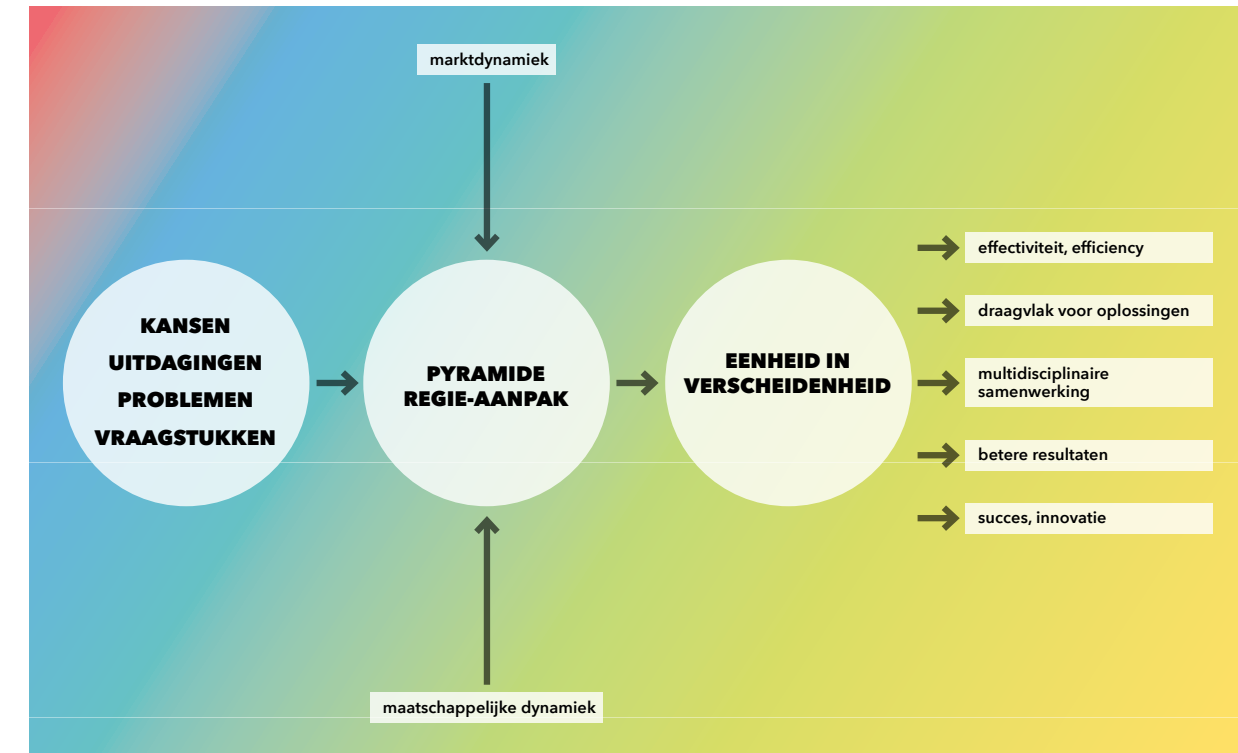 marktdynamiek
KANSEN
UITDAGINGEN
PROBLEMEN
VRAAGSTUKKEN
PYRAMIDE
REGIE-AANPAK
EENHEID IN
VERSCHEIDENHEID
effectiviteit, efficiency
draagvlak voor oplossingen
multidisciplinaire
samenwerking
betere resultaten
succes, innovatie
maatschappelijke dynamiek